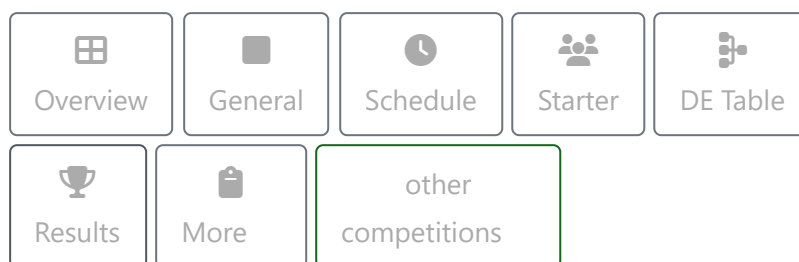 Overview
General
Schedule
Starter
DE Table
Results
More
other
competitions